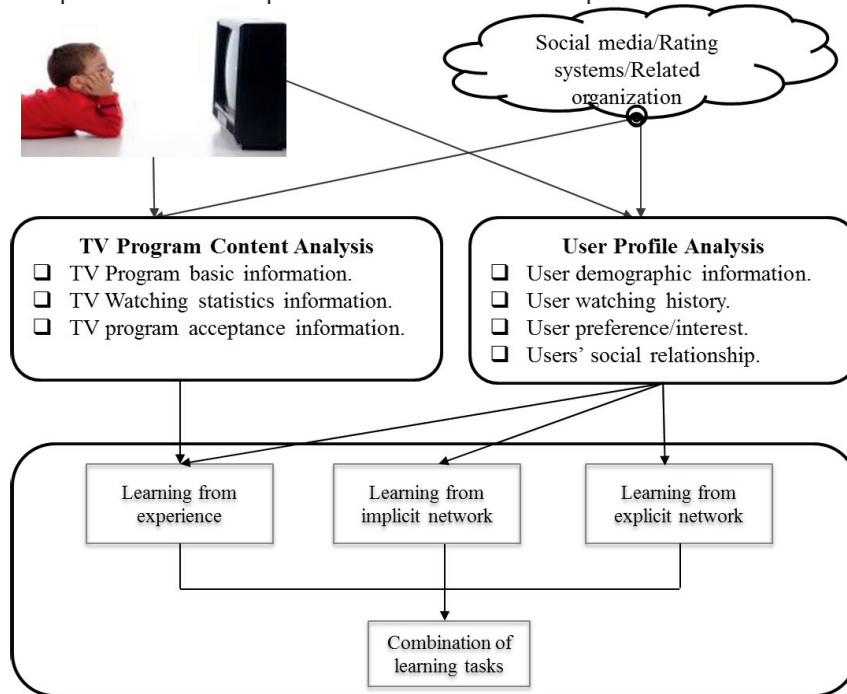 Social media/Rating
systems/Related
organization
TV Program Content Analysis
❑ TV Program basic information.
❑ TV Watching statistics information.
❑ TV program acceptance information.
User Profile Analysis
❑ User demographic information.
❑ User watching history.
❑ User preference/interest.
❑ Users' social relationship.
Learning from
experience
Learning from
implicit network
Learning from
explicit network
Combination of
learning tasks